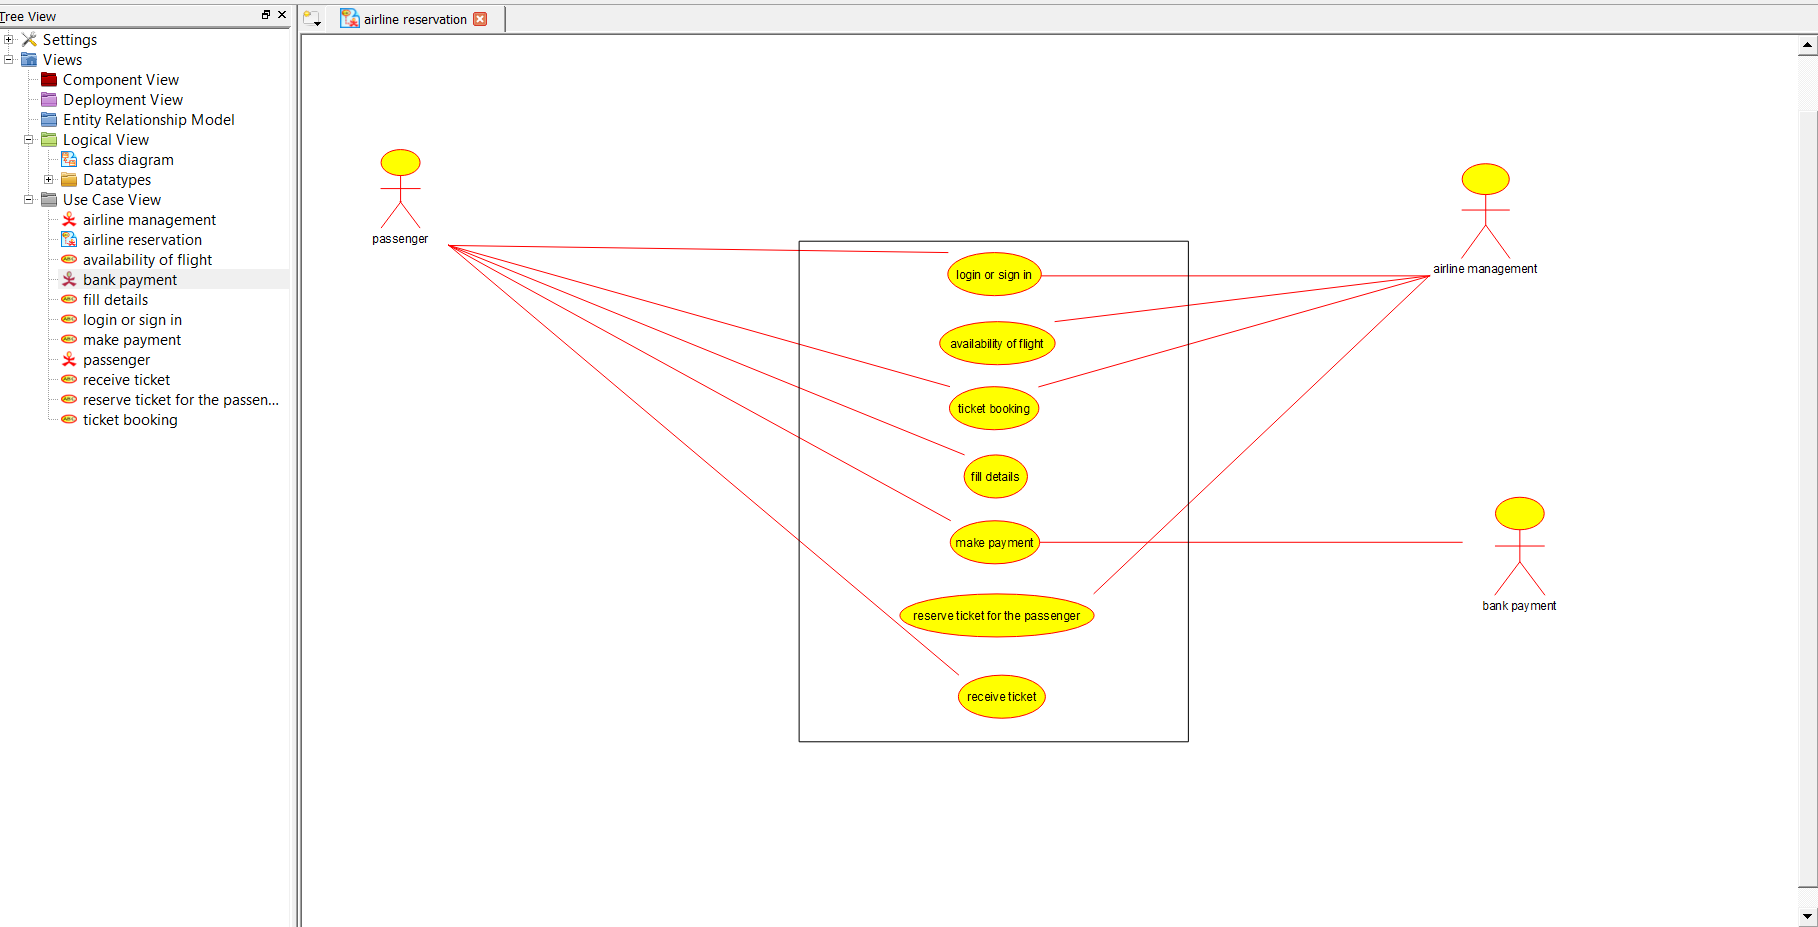 Tree View
Settings
Views
Component View
Deployment View
Entity Relationship Model
Logical View
class diagram
Datatypes
Use Case View
airline management
airline reservation
availability of flight
bank payment
fill details
login or sign in
make payment
passenger
receive ticket
reserve ticket for the passen...
ticket booking
airline reservation
passenger
airline management
login or sign in
availability of flight
ticket booking
fill details
make payment
bank payment
reserve ticket for the passenger
receive ticket